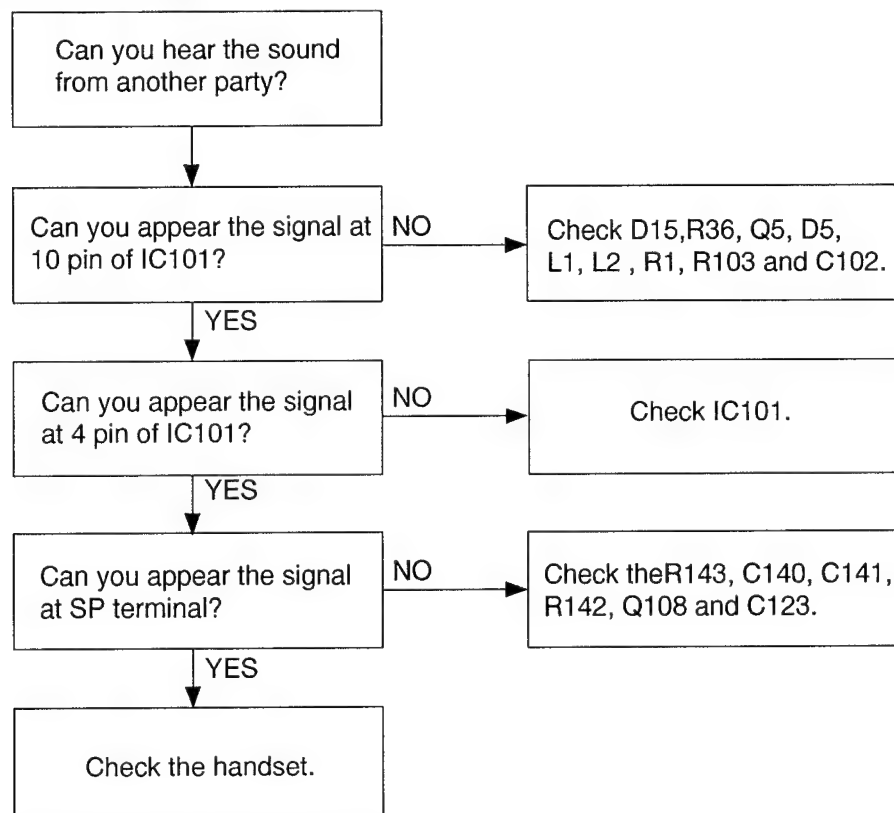 Can you hear the sound
from another party?
Can you appear the signal at
10 pin of IC101?
NO
Check D15,R36, Q5, D5,
L1, L2 , R1, R103 and C102.
YES
Can you appear the signal
at 4 pin of IC101?
NO
Check IC101.
YES
Can you appear the signal
at SP terminal?
NO
Check theR143, C140, C141,
R142, Q108 and C123.
YES
Check the handset.